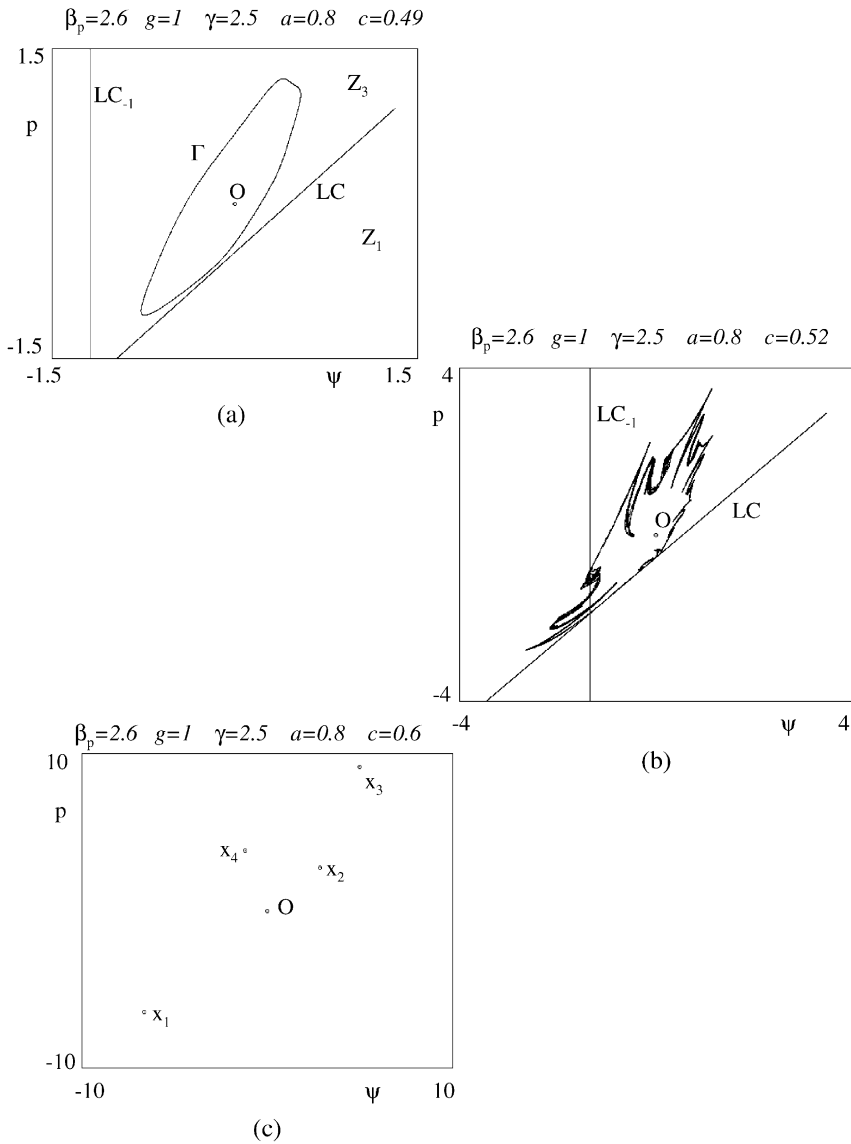 βp=2.6 g=1 γ=2.5 a=0.8 c=0.49
1.5
LC-1
Z3
p
Γ
O
LC
Z1
-1.5
-1.5
ψ
1.5
(a)
βp=2.6 g=1 γ=2.5 a=0.8 c=0.52
4
p
LC-1
O
LC
-4
-4
ψ
4
(b)
βp=2.6 g=1 γ=2.5 a=0.8 c=0.6
10
x3
p
x4
x2
O
x1
-10
-10
ψ
10
(c)